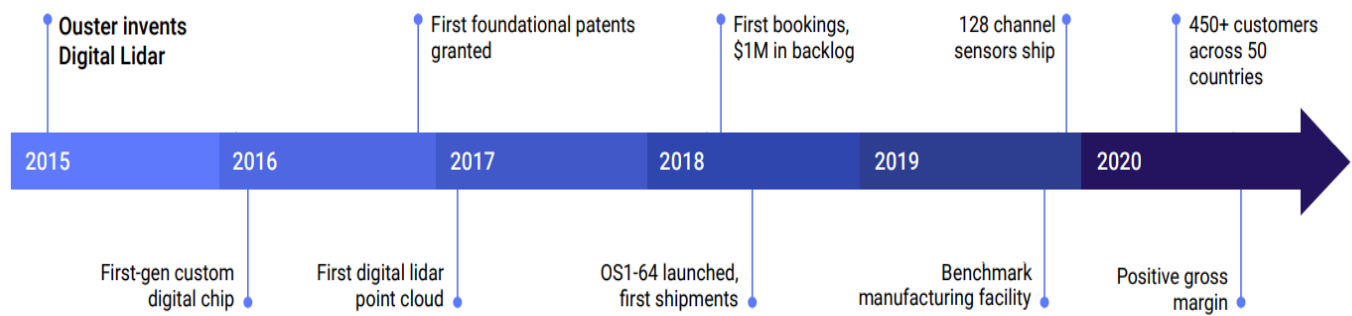 Ouster invents
Digital Lidar
First foundational patents
granted
First bookings,
$1M in backlog
128 channel
sensors ship
450+ customers
across 50
countries
2015
2016
2017
2018
2019
2020
First-gen custom
digital chip
First digital lidar
point cloud
OS1-64 launched,
first shipments
Benchmark
manufacturing facility
Positive gross
margin